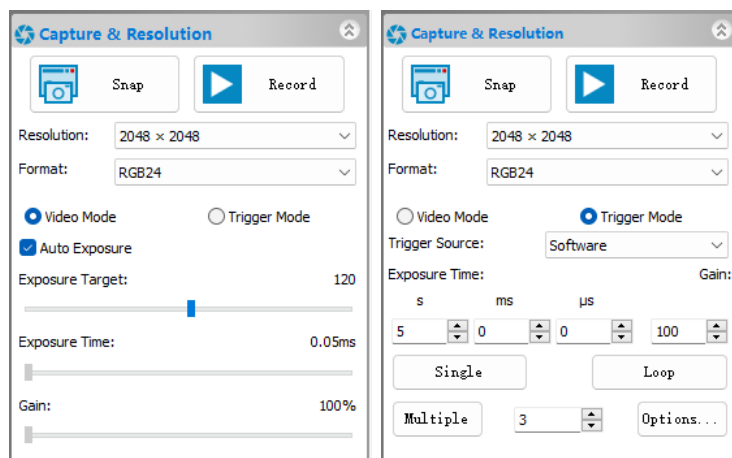 Capture & Resolution
Snap
Record
Resolution:
2048 × 2048
Format:
RGB24
Video Mode
Trigger Mode
Auto Exposure
Exposure Target:
120
Exposure Time:
0.05ms
Gain:
100%
Capture & Resolution
Snap
Record
Resolution:
2048 × 2048
Format:
RGB24
Video Mode
Trigger Mode
Trigger Source:
Software
Exposure Time:
Gain:
s
ms
µs
5
0
0
100
Single
Loop
Multiple
3
Options...